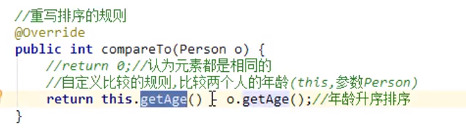 //重写排序的规则
@Override
public int compareTo(Person o) {
//return 0;//认为元素都是相同的
//自定义比较的规则,比较两个人的年龄(this,参数Person)
return this.getAge() - o.getAge();//年龄升序排序
}